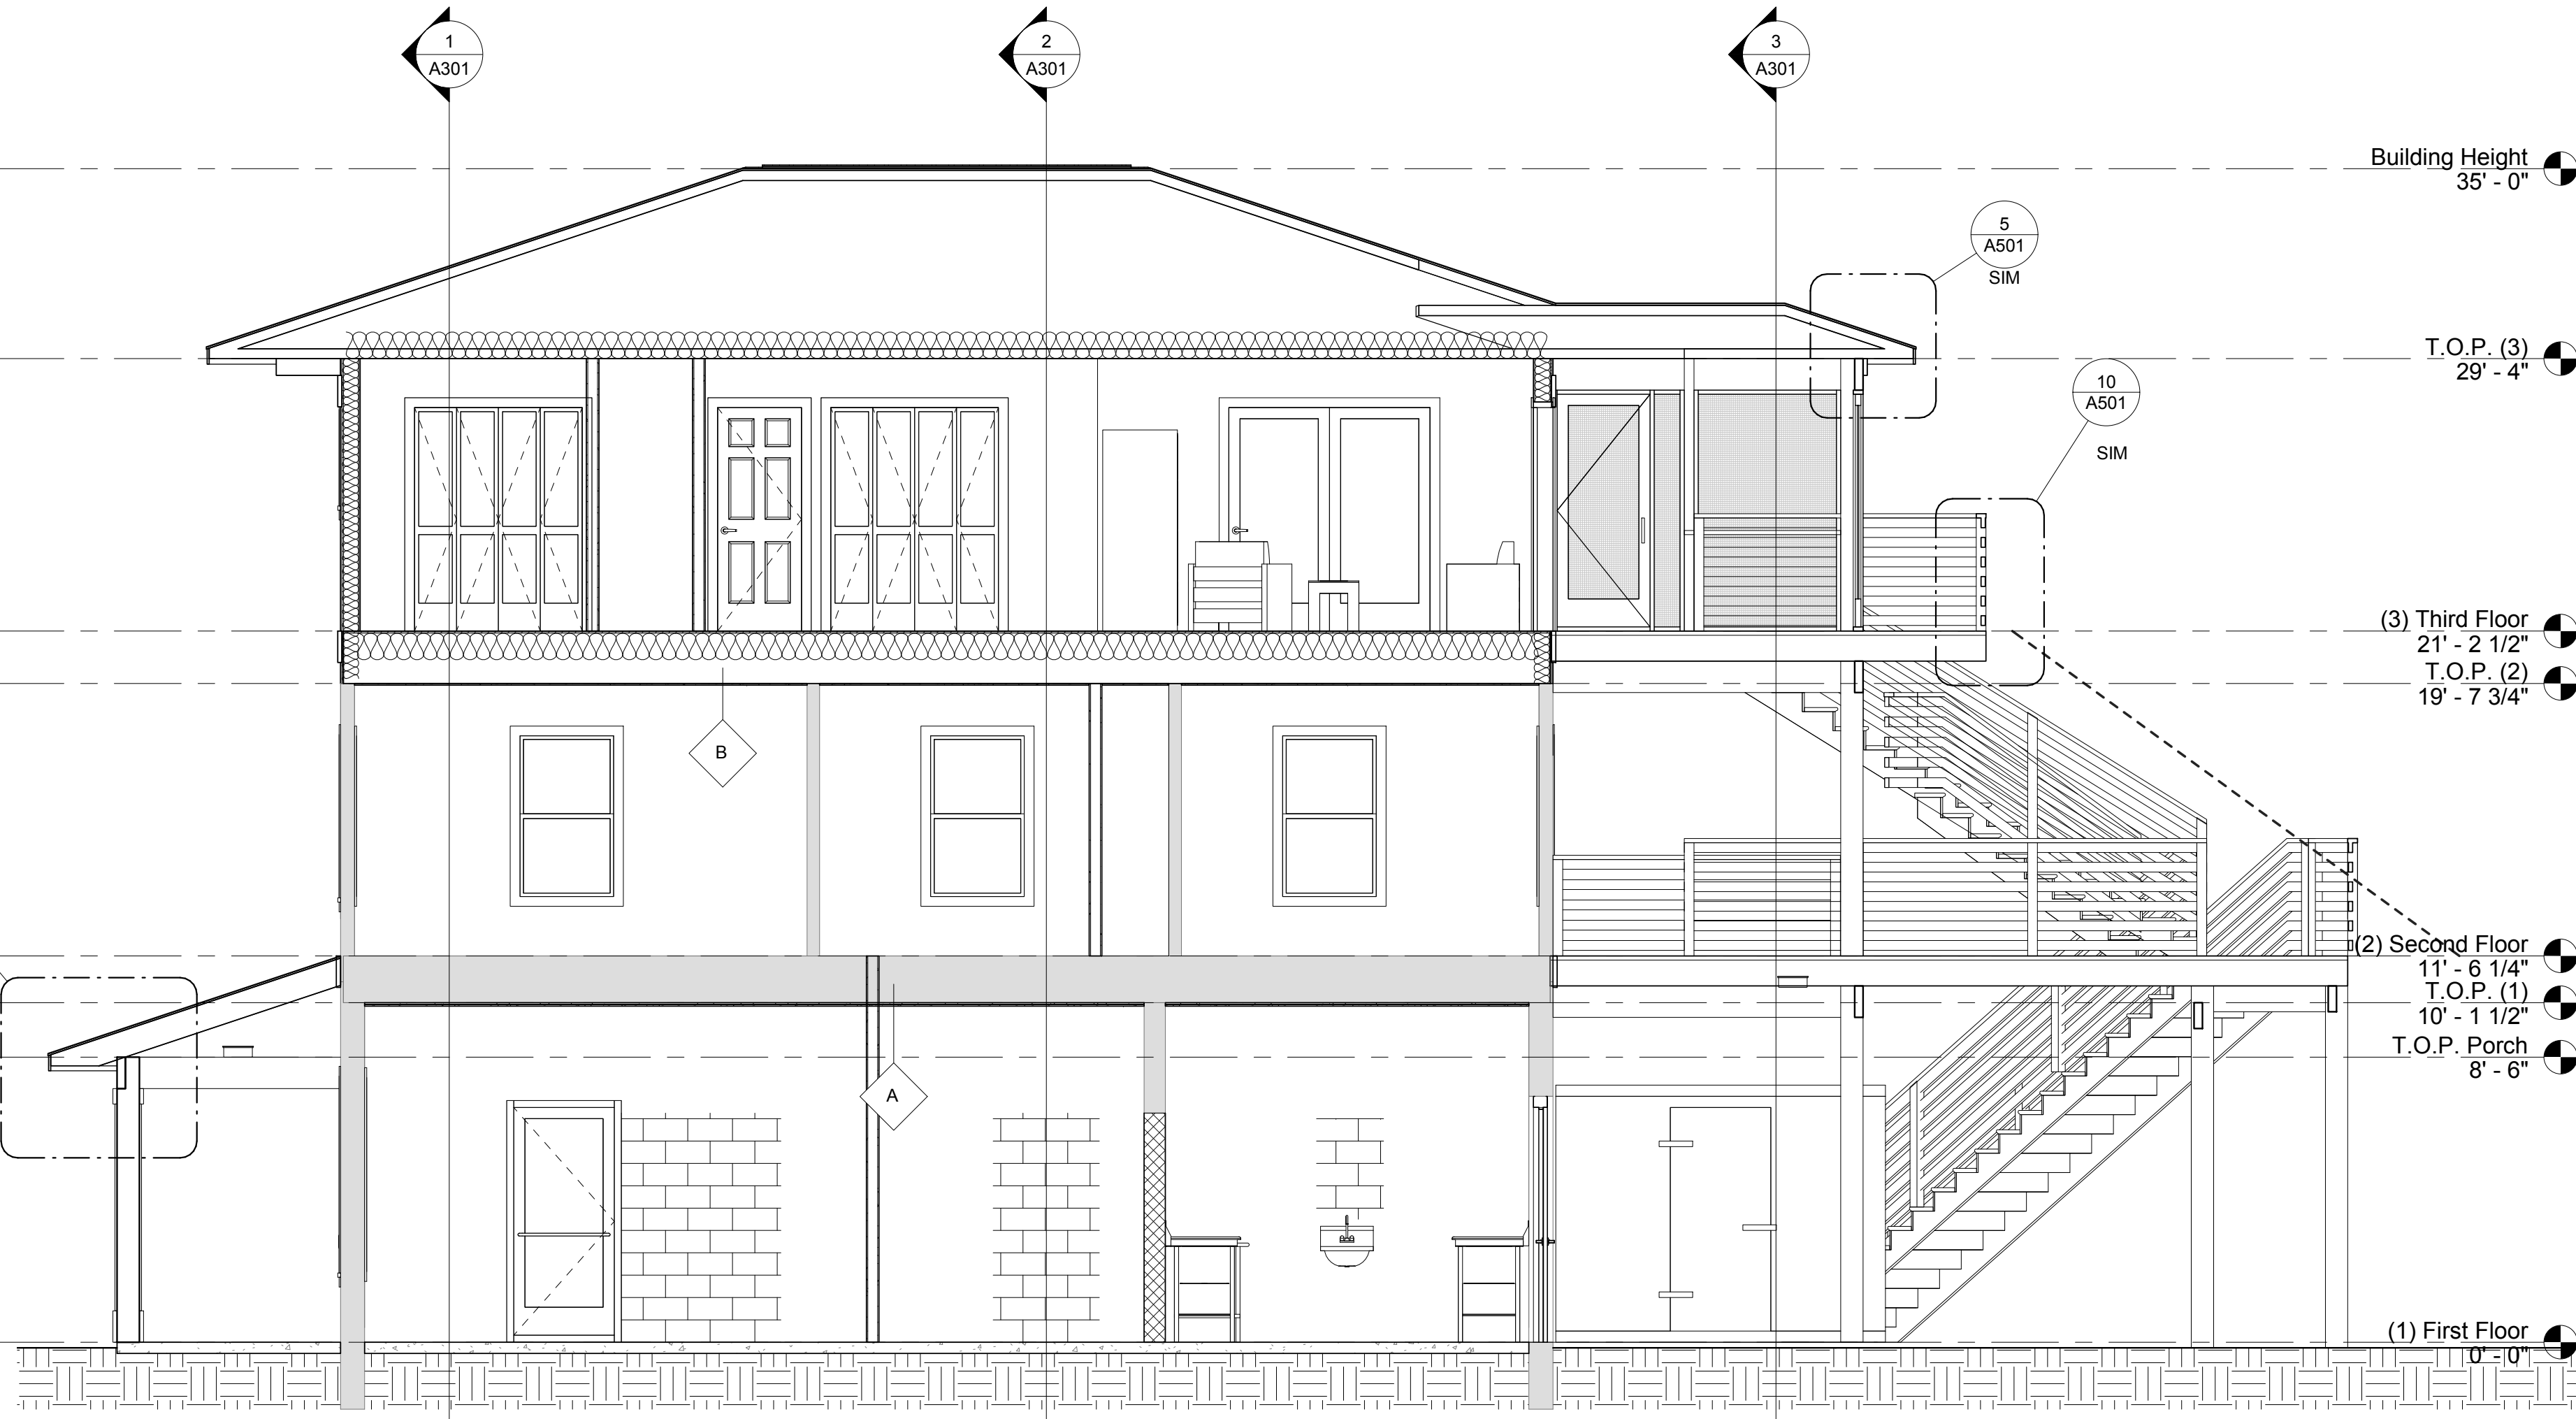 1
A301
2
A301
3
A301
Building Height
35' - 0"
5
A501
SIM
T.O.P. (3)
29' - 4"
10
A501
SIM
(3) Third Floor
21' - 2 1/2"
T.O.P. (2)
19' - 7 3/4"
B
(2) Second Floor
11' - 6 1/4"
T.O.P. (1)
10' - 1 1/2"
T.O.P. Porch
8' - 6"
A
(1) First Floor
0' - 0"